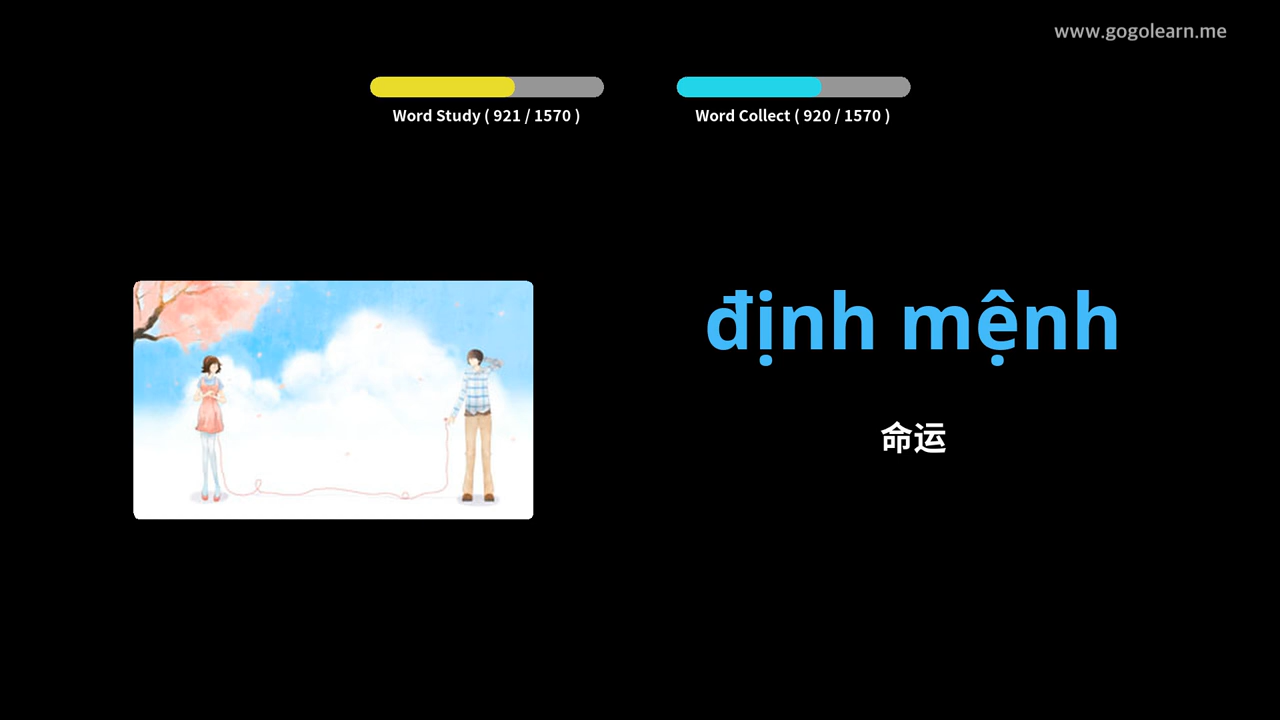 www.gogolearn.me
Word Study ( 921 / 1570 )
Word Collect ( 920 / 1570 )
định mệnh
命运